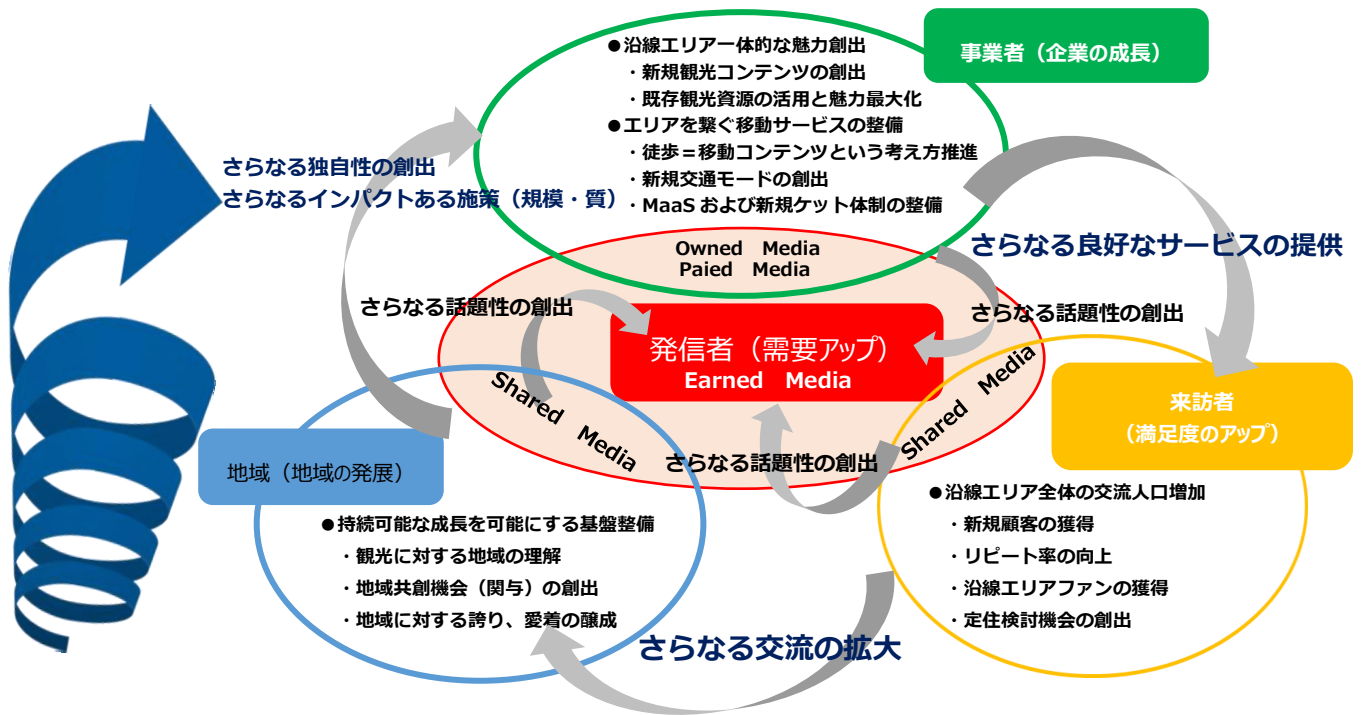 事業者（企業の成長）
●沿線エリア一体的な魅力創出
・新規観光コンテンツの創出
・既存観光資源の活用と魅力最大化
●エリアを繋ぐ移動サービスの整備
・徒歩＝移動コンテンツという考え方推進
・新規交通モードの創出
・MaaS および新規ケット体制の整備
さらなる独自性の創出
さらなるインパクトある施策（規模・質）
さらなる良好なサービスの提供
Owned Media
Paied Media
さらなる話題性の創出
さらなる話題性の創出
発信者（需要アップ）
Earned Media
Shared Media
Shared Media
さらなる話題性の創出
来訪者
（満足度のアップ）
地域（地域の発展）
●沿線エリア全体の交流人口増加
・新規顧客の獲得
・リピート率の向上
・沿線エリアファンの獲得
・定住検討機会の創出
●持続可能な成長を可能にする基盤整備
・観光に対する地域の理解
・地域共創機会（関与）の創出
・地域に対する誇り、愛着の醸成
さらなる交流の拡大